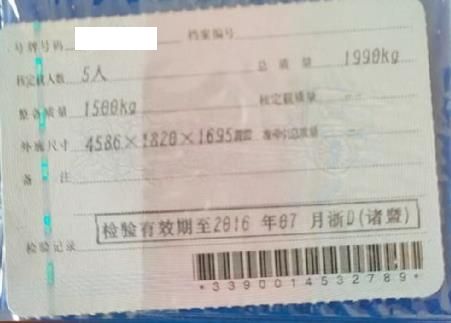 号牌号码 档案编号
核定载人数 5人 总质量 1990kg
整备质量 1500kg 核定载质量 --
外廓尺寸 4586×1820×1695mm 准牵引总质量 --
备注
检验有效期至2016 年07 月浙D(诸暨)
检验记录
*3390014532789*